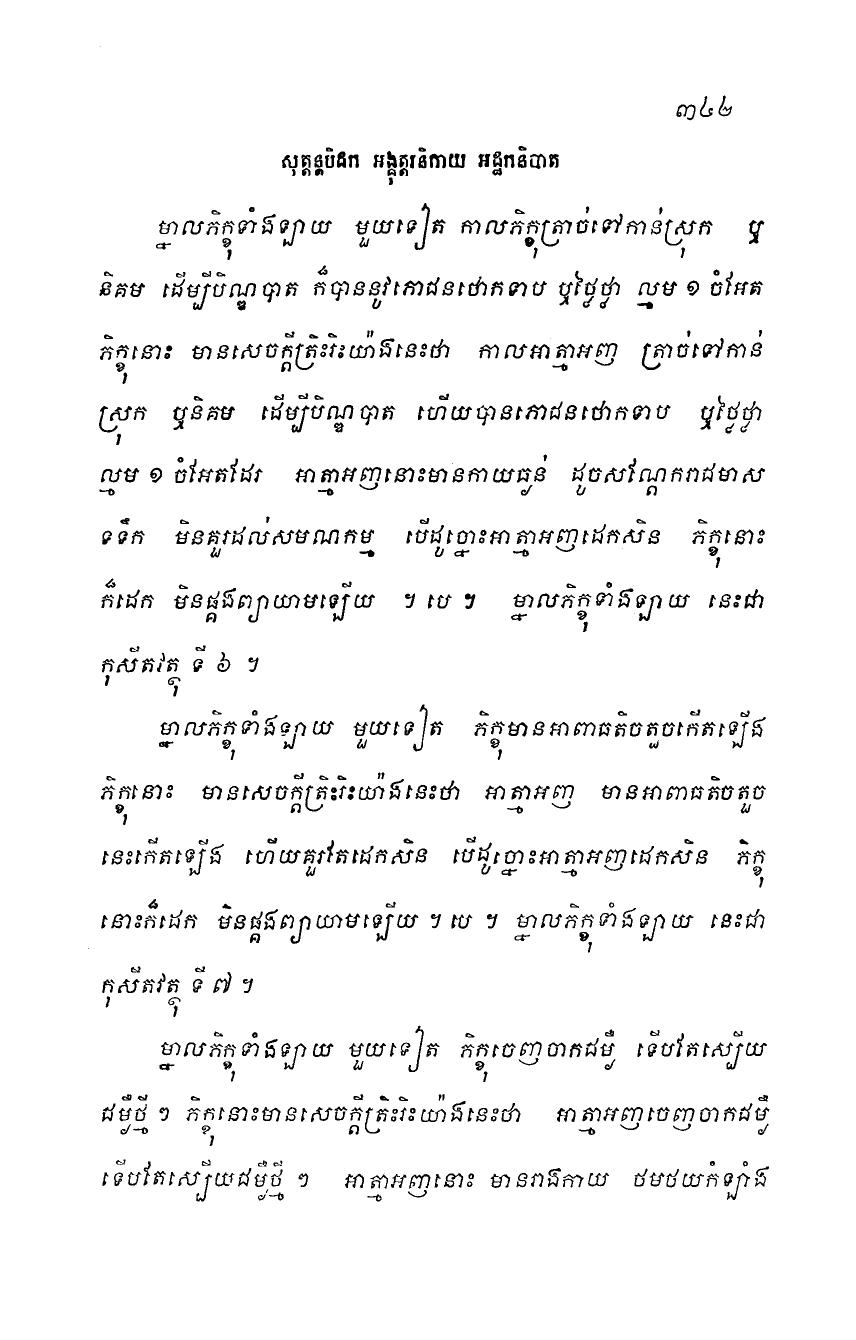 ៣៤២
សុត្តន្តបិដក អង្គុត្តរនិកាយ អដ្ឋកនិបាត
ម្នាលភិក្ខុទាំងឡាយ មួយទៀត កាលភិក្ខុត្រាច់ទៅកាន់ស្រុក ឬ
និគម ដើម្បីបិណ្ឌបាត ក៏បាននូវភោជនថោកទាប ឬថ្លៃថ្លា ល្មម ១ ចំអែត
ភិក្ខុនោះ មានសេចក្តីត្រិះរិះយ៉ាងនេះថា កាលអាត្មាអញ ត្រាច់ទៅកាន់
ស្រុក ឬនិគម ដើម្បីបិណ្ឌបាត ហើយបានភោជនថោកទាប ឬថ្លៃថ្លា
ល្មម ១ ចំអែតដែរ អាត្មាអញនោះមានកាយធ្ងន់ ដូចសណ្តែករាជមាស
ទទឹក មិនគួរដល់សមណកម្ម បើដូច្នោះអាត្មាអញដេកសិន ភិក្ខុនោះ
ក៏ដេក មិនផ្គងព្យាយាមឡើយ ។ បេ ។ ម្នាលភិក្ខុទាំងឡាយ នេះជា
កុសីតវត្ថុ ទី ៦ ។
ម្នាលភិក្ខុទាំងឡាយ មួយទៀត ភិក្ខុមានអាពាធតិចតួចកើតឡើង
ភិក្ខុនោះ មានសេចក្តីត្រិះរិះយ៉ាងនេះថា អាត្មាអញ មានអាពាធតិចតួច
នេះកើតឡើង ហើយគួរតែដេកសិន បើដូច្នោះអាត្មាអញដេកសិន ភិក្ខុ
នោះក៏ដេក មិនផ្គងព្យាយាមឡើយ ។ បេ ។ ម្នាលភិក្ខុទាំងឡាយ នេះជា
កុសីតវត្ថុ ទី ៧ ។
ម្នាលភិក្ខុទាំងឡាយ មួយទៀត ភិក្ខុចេញចាកជម្ងឺ ទើបតែស្បើយ
ជម្ងឺថ្មី ៗ ភិក្ខុនោះមានសេចក្តីត្រិះរិះយ៉ាងនេះថា អាត្មាអញចេញចាកជម្ងឺ
ទើបតែស្បើយជម្ងឺថ្មី ៗ អាត្មាអញនោះ មានរាងកាយ ថមថយកំឡាំង